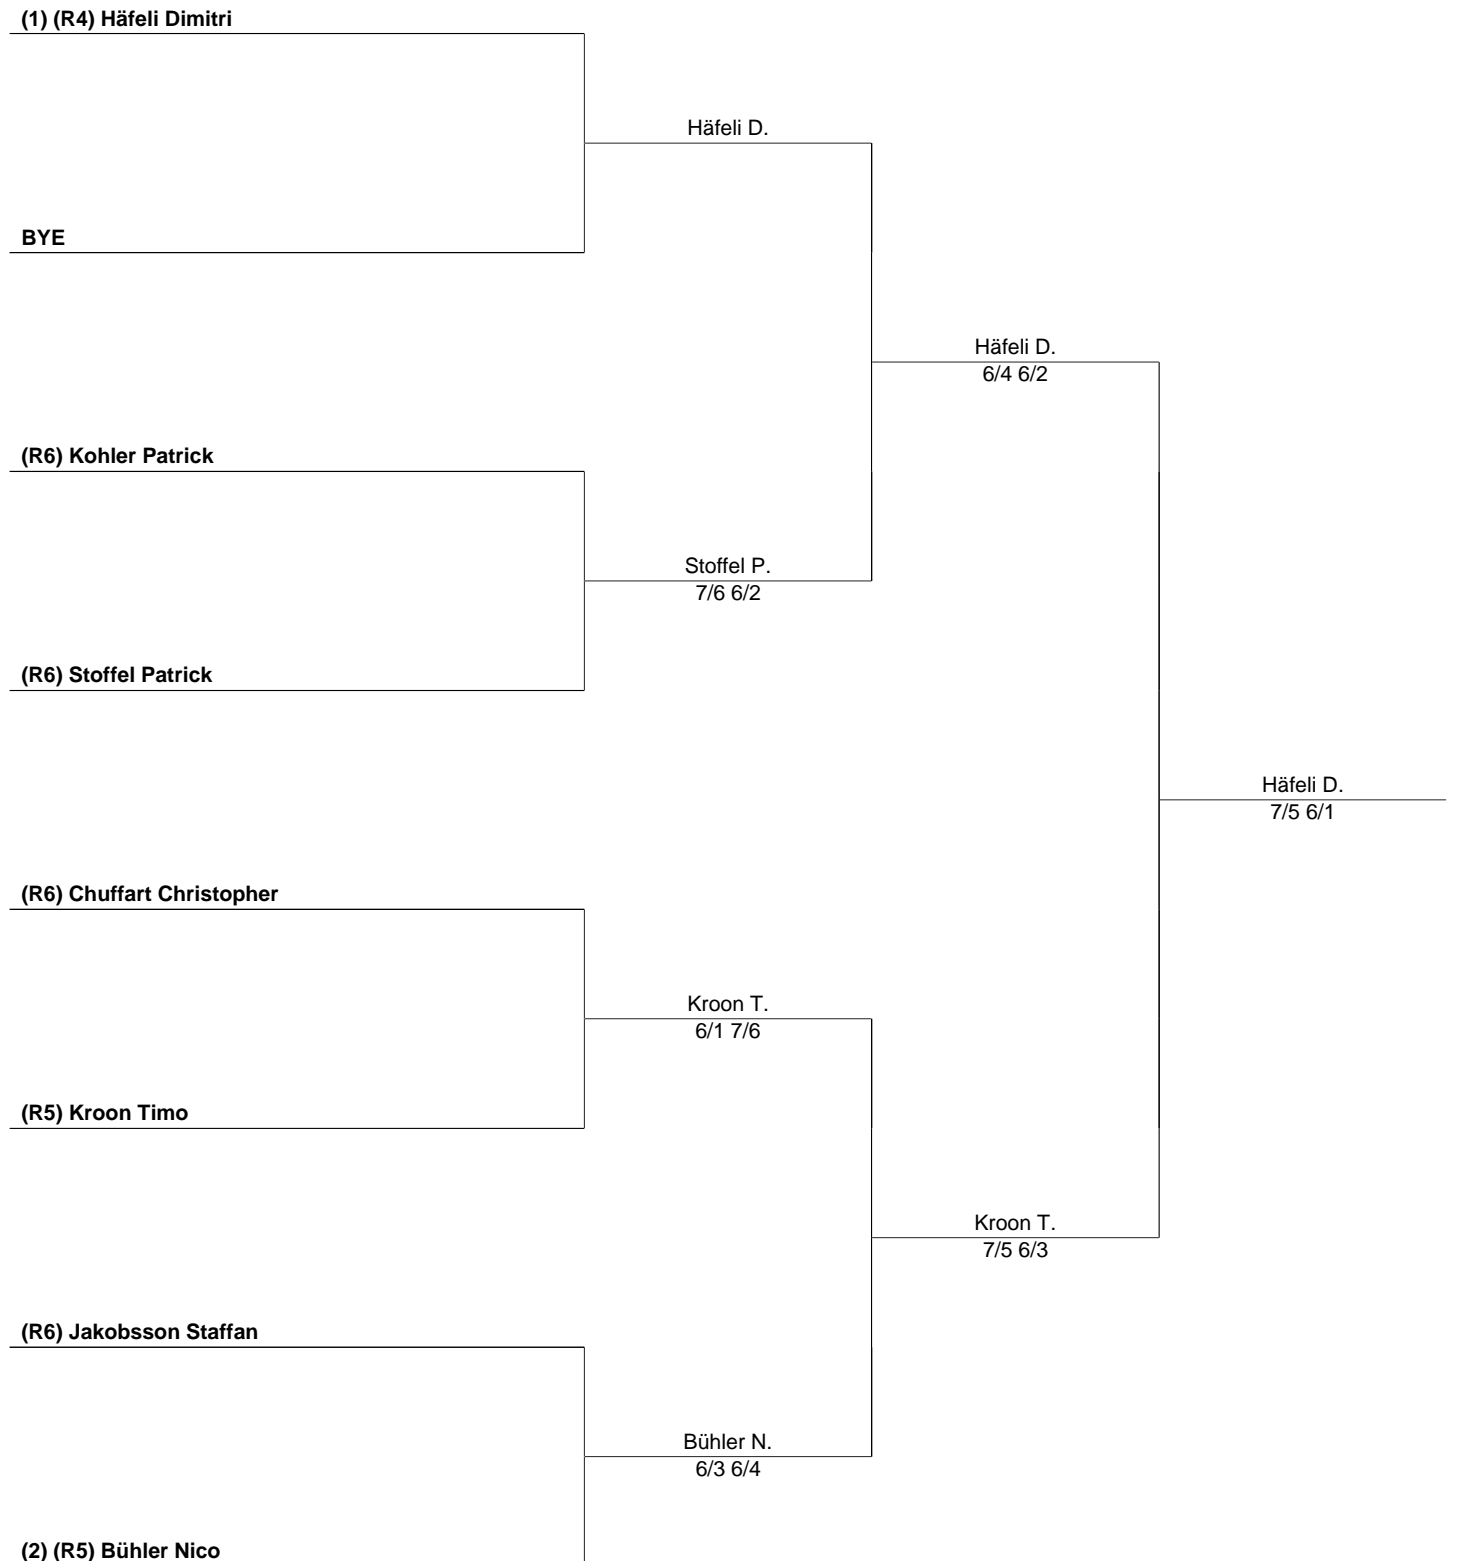 (1) (R4) Häfeli Dimitri
Häfeli D.
BYE
Häfeli D.
6/4 6/2
(R6) Kohler Patrick
Stoffel P.
7/6 6/2
(R6) Stoffel Patrick
Häfeli D.
7/5 6/1
(R6) Chuffart Christopher
Kroon T.
6/1 7/6
(R5) Kroon Timo
Kroon T.
7/5 6/3
(R6) Jakobsson Staffan
Bühler N.
6/3 6/4
(2) (R5) Bühler Nico